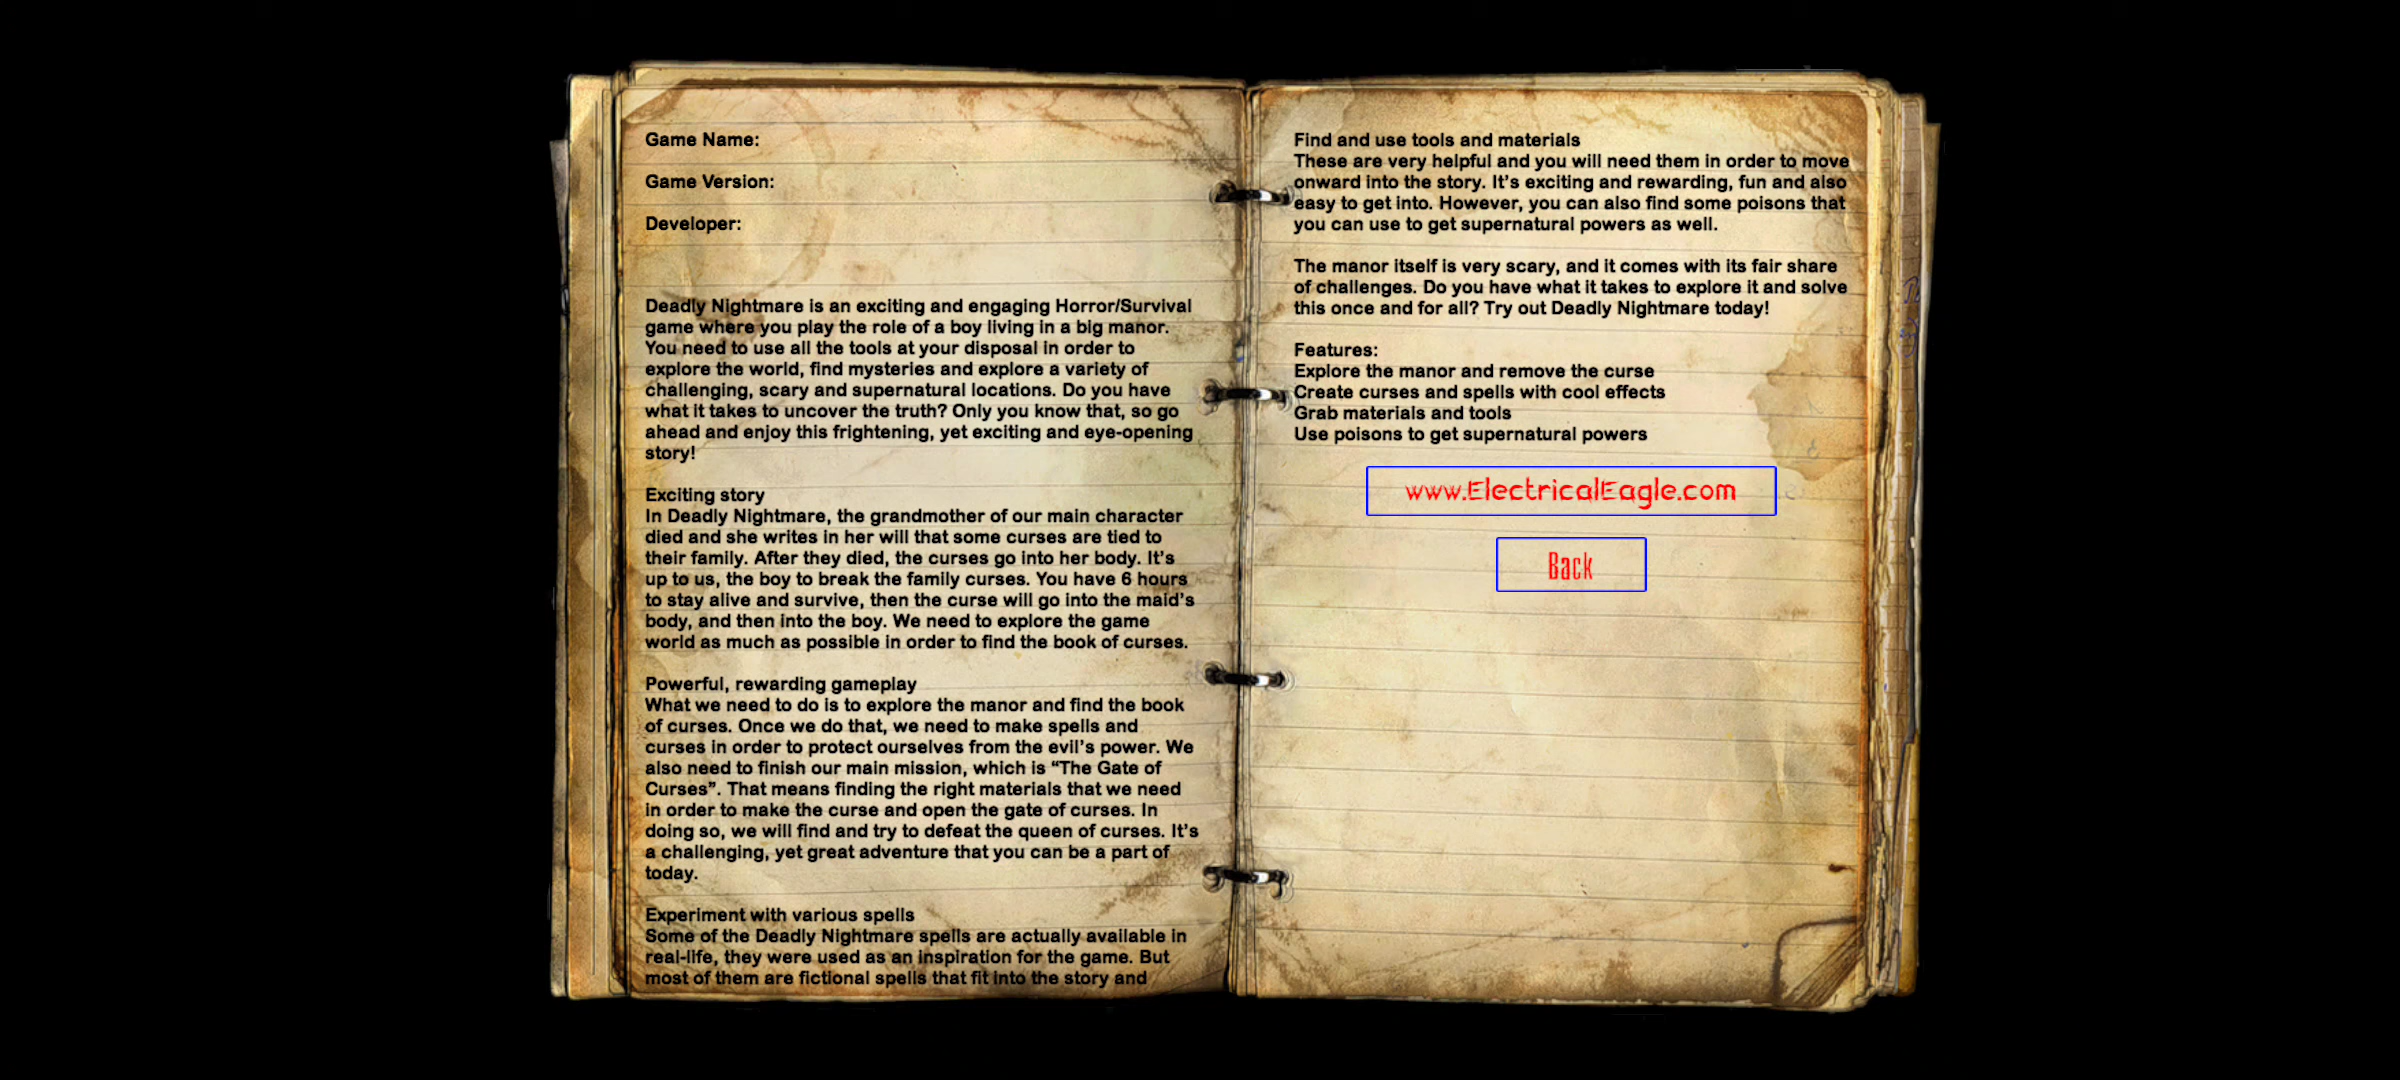 Game Name:
Game Version:
Developer:
Deadly Nightmare is an exciting and engaging Horror/Survival
game where you play the role of a boy living in a big manor.
You need to use all the tools at your disposal in order to
explore the world, find mysteries and explore a variety of
challenging, scary and supernatural locations. Do you have
what it takes to uncover the truth? Only you know that, so go
ahead and enjoy this frightening, yet exciting and eye-opening
story!
Exciting story
In Deadly Nightmare, the grandmother of our main character
died and she writes in her will that some curses are tied to
their family. After they died, the curses go into her body. It’s
up to us, the boy to break the family curses. You have 6 hours
to stay alive and survive, then the curse will go into the maid’s
body, and then into the boy. We need to explore the game
world as much as possible in order to find the book of curses.
Powerful, rewarding gameplay
What we need to do is to explore the manor and find the book
of curses. Once we do that, we need to make spells and
curses in order to protect ourselves from the evil’s power. We
also need to finish our main mission, which is “The Gate of
Curses”. That means finding the right materials that we need
in order to make the curse and open the gate of curses. In
doing so, we will find and try to defeat the queen of curses. It’s
a challenging, yet great adventure that you can be a part of
today.
Experiment with various spells
Some of the Deadly Nightmare spells are actually available in
real-life, they were used as an inspiration for the game. But
most of them are fictional spells that fit into the story and
Find and use tools and materials
These are very helpful and you will need them in order to move
onward into the story. It’s exciting and rewarding, fun and also
easy to get into. However, you can also find some poisons that
you can use to get supernatural powers as well.
The manor itself is very scary, and it comes with its fair share
of challenges. Do you have what it takes to explore it and solve
this once and for all? Try out Deadly Nightmare today!
Features:
Explore the manor and remove the curse
Create curses and spells with cool effects
Grab materials and tools
Use poisons to get supernatural powers
www.ElectricalEagle.com
Back